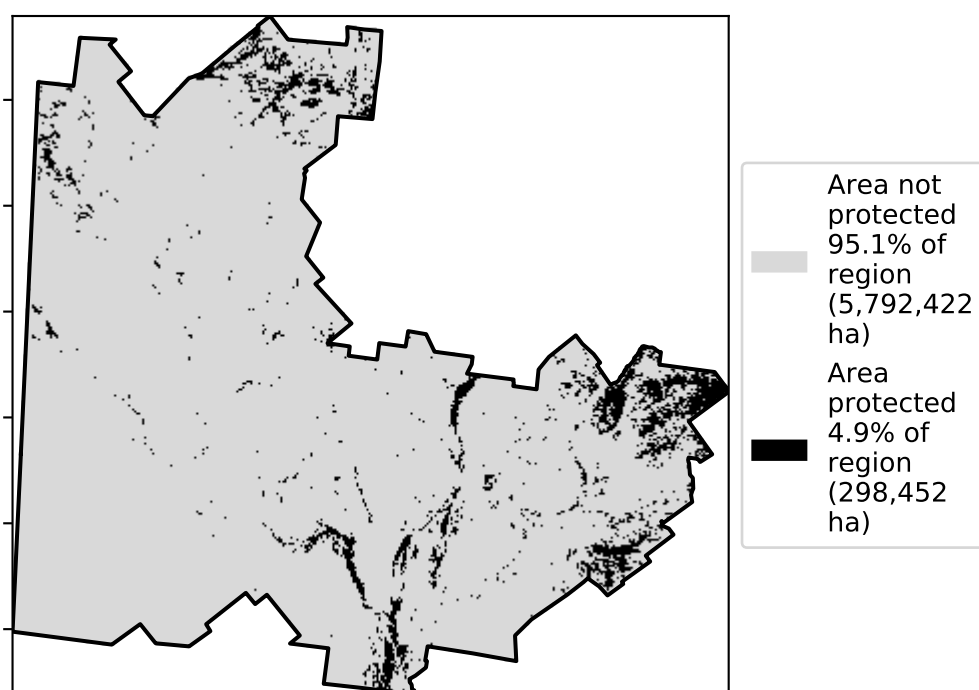 Area not
protected
95.1% of
region
(5,792,422
ha)
Area
protected
4.9% of
region
(298,452
ha)